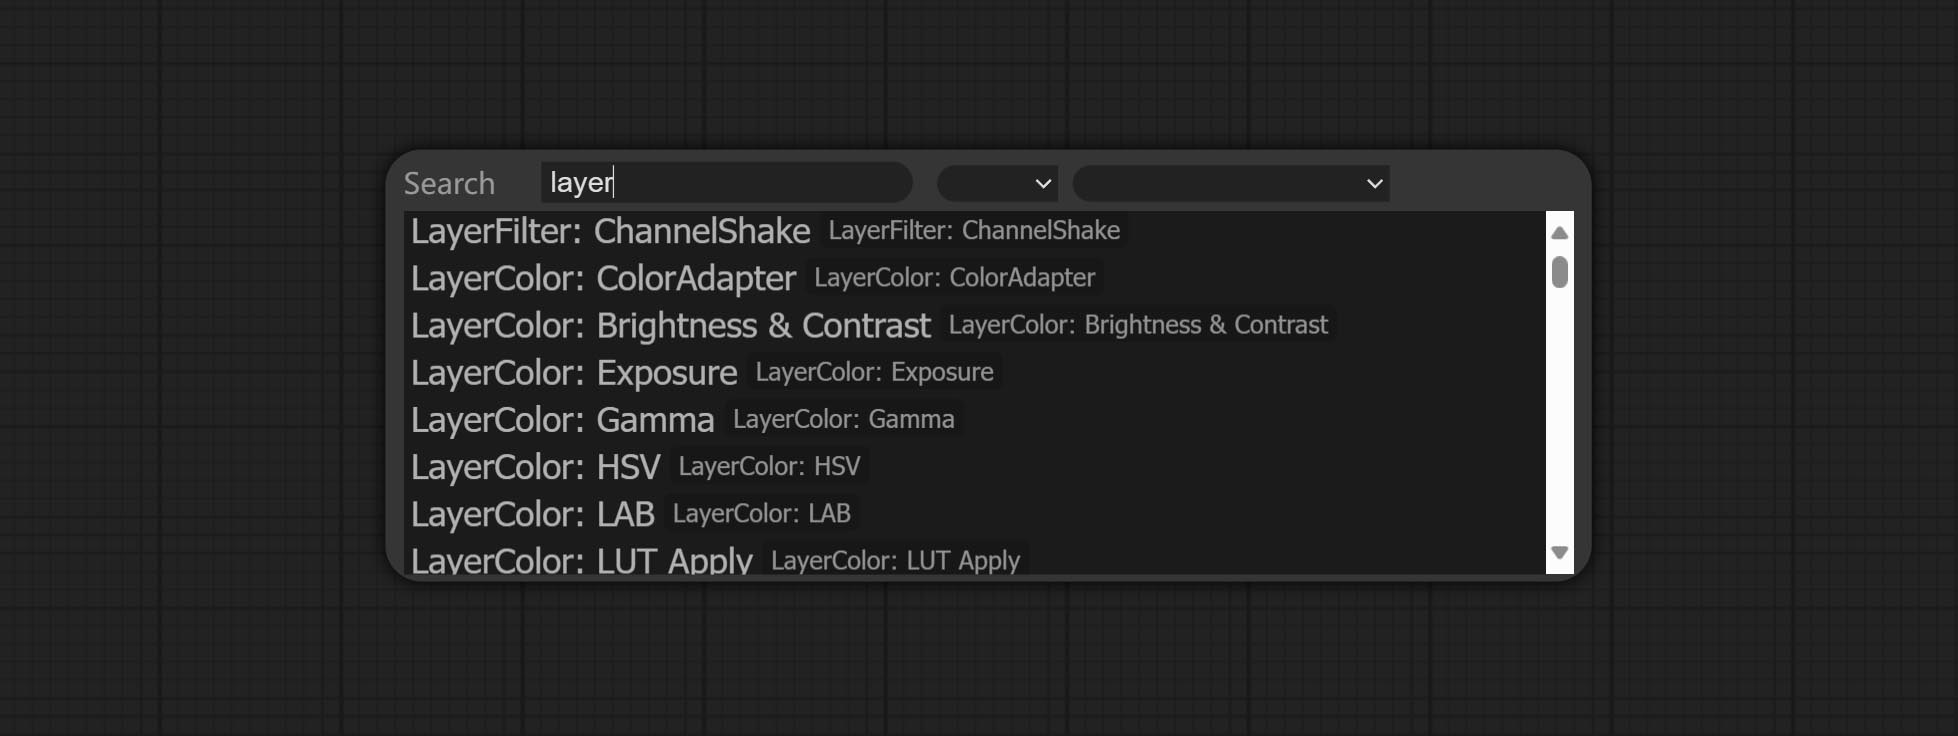 Search layer
LayerFilter: ChannelShake LayerFilter: ChannelShake
LayerColor: ColorAdapter LayerColor: ColorAdapter
LayerColor: Brightness & Contrast LayerColor: Brightness & Contrast
LayerColor: Exposure LayerColor: Exposure
LayerColor: Gamma LayerColor: Gamma
LayerColor: HSV LayerColor: HSV
LayerColor: LAB LayerColor: LAB
LayerColor: LUT Apply LayerColor: LUT Apply